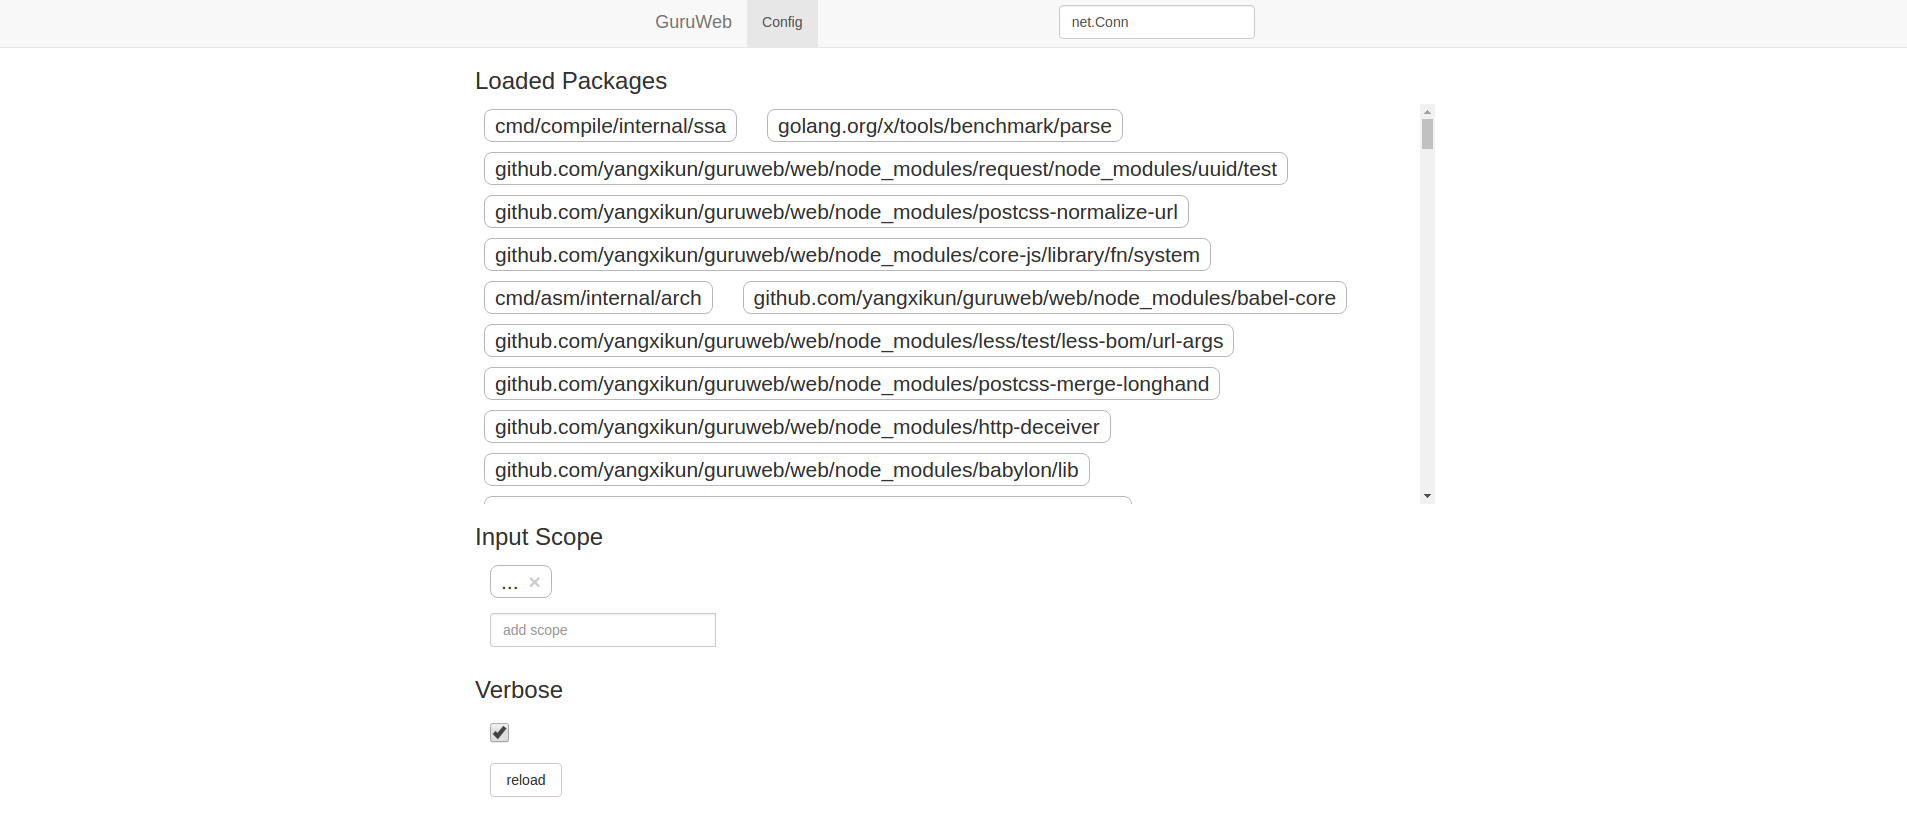 GuruWeb Config net.Conn
Loaded Packages
cmd/compile/internal/ssa golang.org/x/tools/benchmark/parse
github.com/yangxikun/guruweb/web/node_modules/request/node_modules/uuid/test
github.com/yangxikun/guruweb/web/node_modules/postcss-normalize-url
github.com/yangxikun/guruweb/web/node_modules/core-js/library/fn/system
cmd/asm/internal/arch github.com/yangxikun/guruweb/web/node_modules/babel-core
github.com/yangxikun/guruweb/web/node_modules/less/test/less-bom/url-args
github.com/yangxikun/guruweb/web/node_modules/postcss-merge-longhand
github.com/yangxikun/guruweb/web/node_modules/http-deceiver
github.com/yangxikun/guruweb/web/node_modules/babylon/lib
Input Scope
... ×
add scope
Verbose
reload